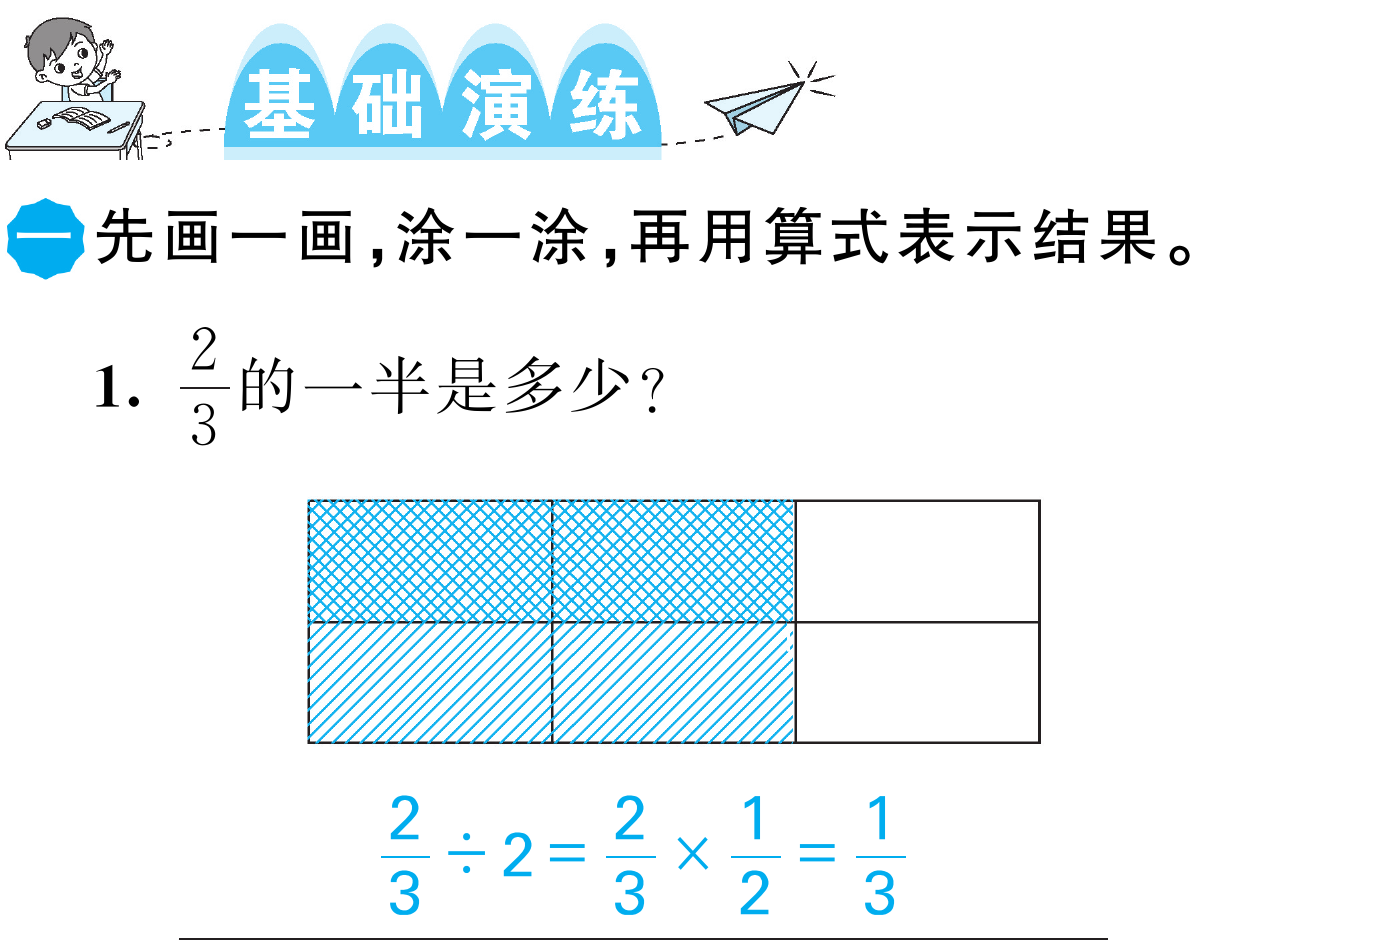 基础演练
一 先画一画,涂一涂,再用算式表示结果。
1. 2/3的一半是多少?
2/3 ÷ 2 = 2/3 × 1/2 = 1/3